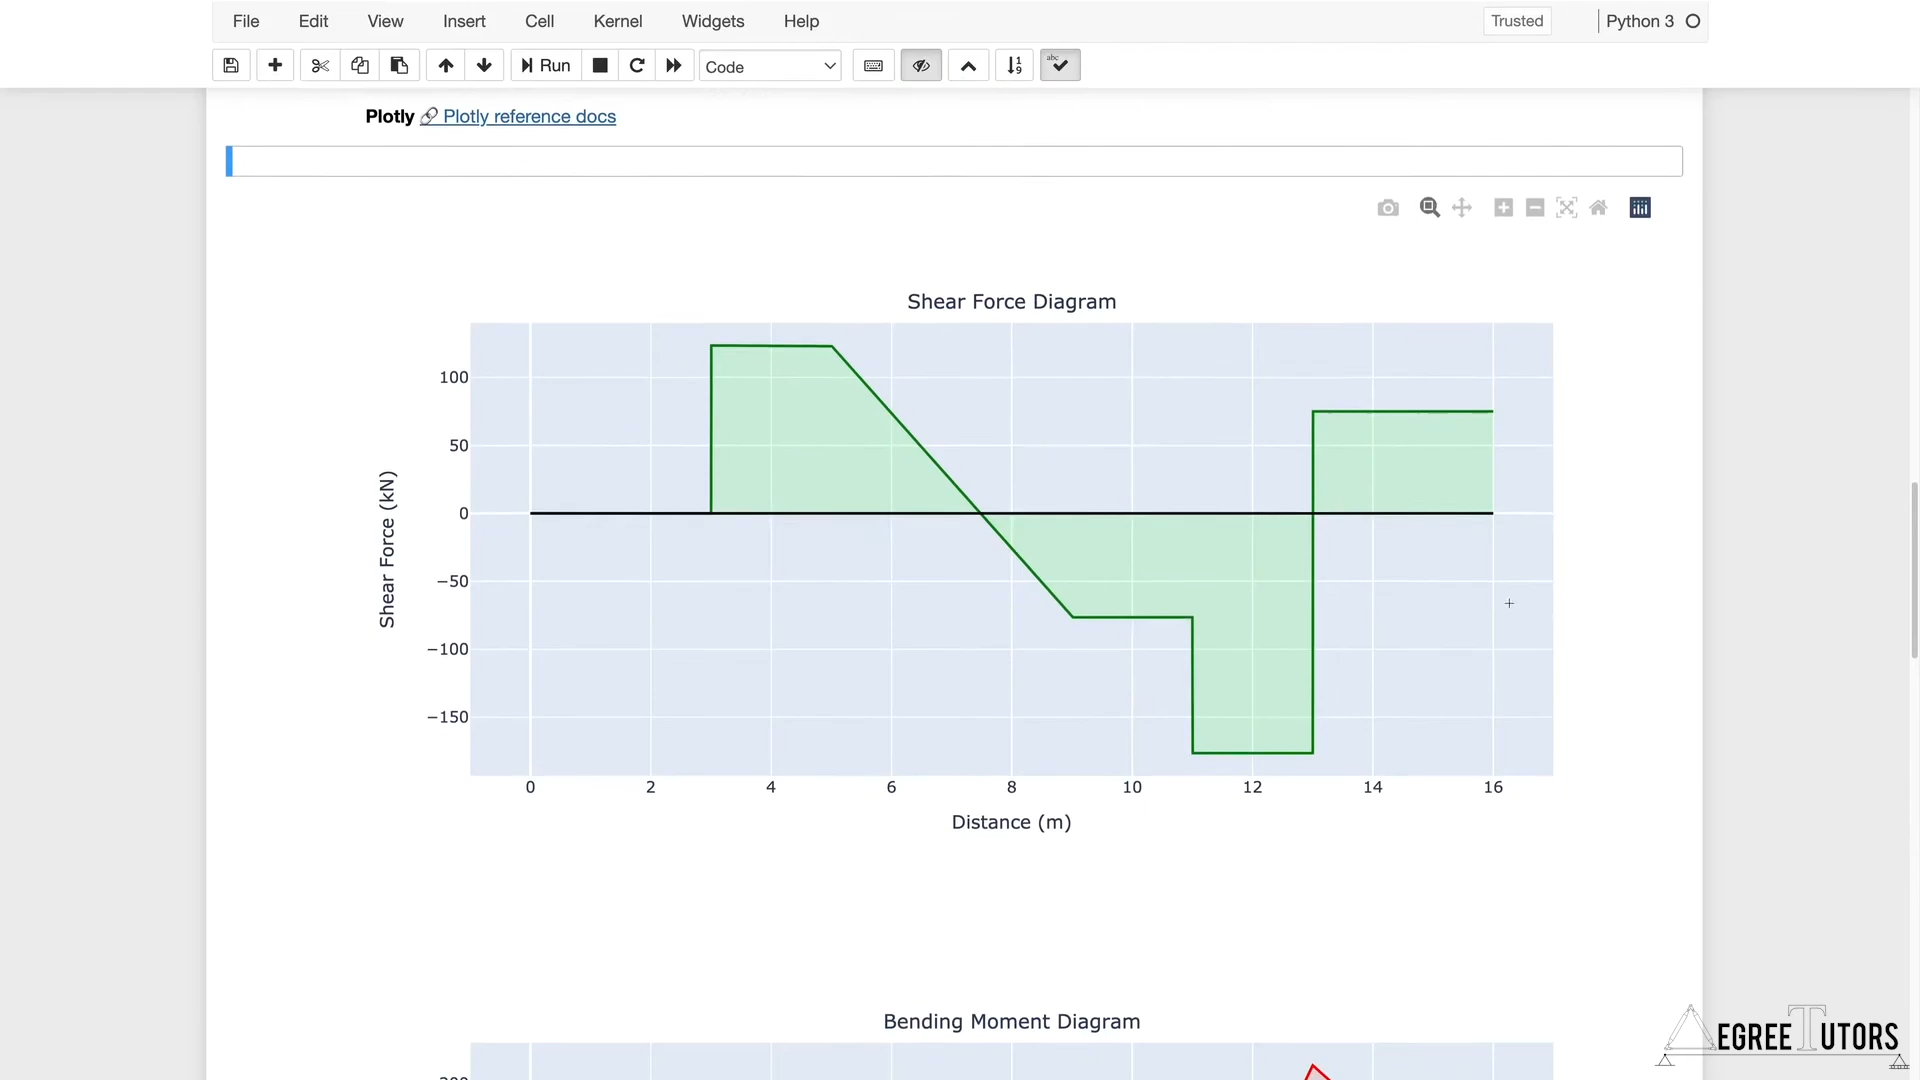 File Edit View Insert Cell Kernel Widgets Help Trusted Python 3
Run Code
Plotly Plotly reference docs
Shear Force Diagram
100
50
0
−50
−100
−150
Shear Force (kN)
0 2 4 6 8 10 12 14 16
Distance (m)
Bending Moment Diagram
EGREE TUTORS